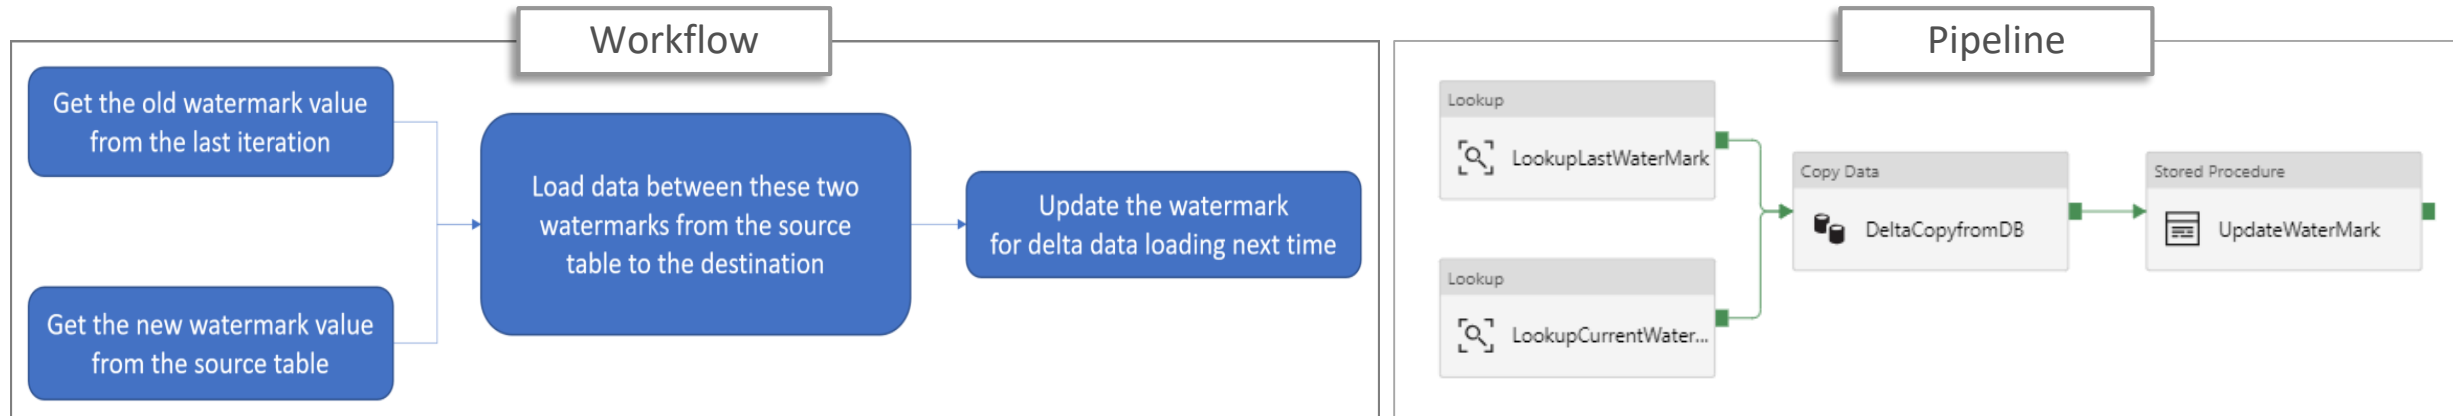 Workflow
Get the old watermark value
from the last iteration
Get the new watermark value
from the source table
Load data between these two
watermarks from the source
table to the destination
Update the watermark
for delta data loading next time
Pipeline
Lookup
LookupLastWaterMark
Lookup
LookupCurrentWater...
Copy Data
DeltaCopyfromDB
Stored Procedure
UpdateWaterMark